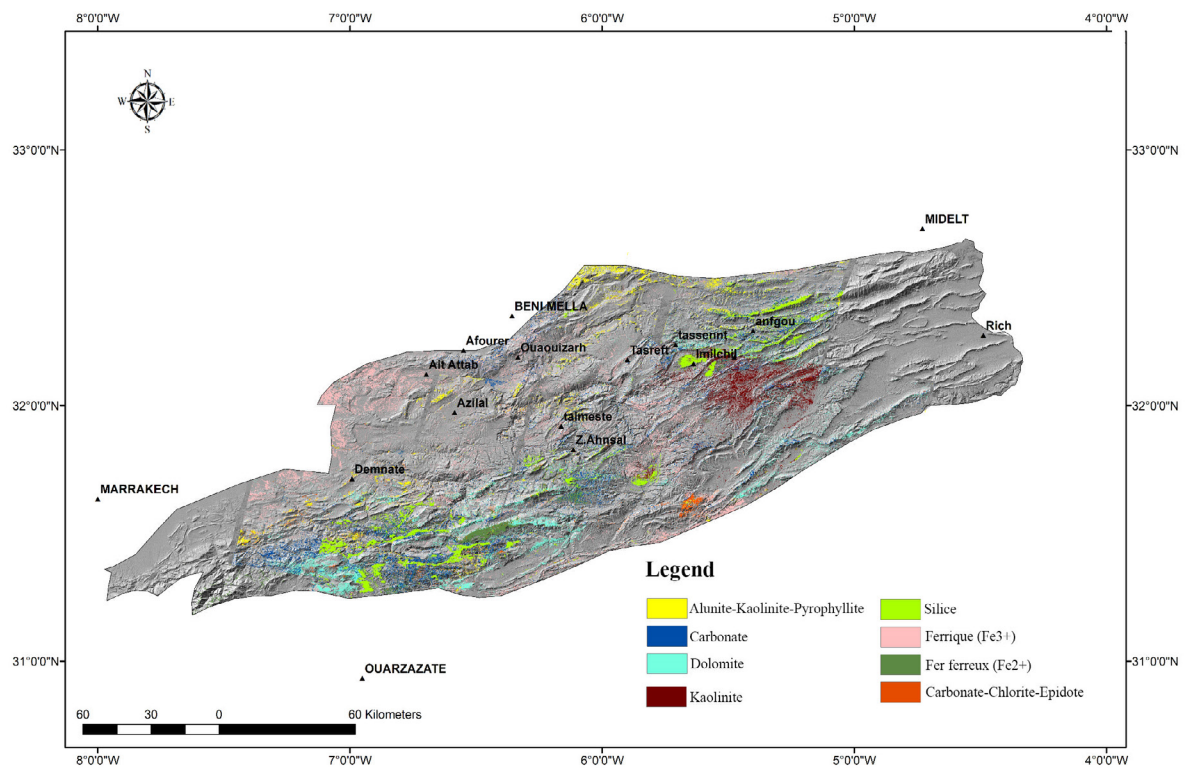 8°0'0"W 7°0'0"W 6°0'0"W 5°0'0"W 4°0'0"W
N
W E
S
33°0'0"N 33°0'0"N
MIDELT
BENI MELLA
anfgou
Rich
tassernt
Afourer
Ouaouizarh
Tasreft
Imilchil
Ait Attab
32°0'0"N 32°0'0"N
Azilal
talmeste
Z.Ahnsal
Demnate
MARRAKECH
Legend
Alunite-Kaolinite-Pyrophyllite
Silice
Carbonate
Ferrique (Fe3+)
Dolomite
Fer ferreux (Fe2+)
Kaolinite
Carbonate-Chlorite-Epidote
31°0'0"N 31°0'0"N
OUARZAZATE
60 30 0 60 Kilometers
8°0'0"W 7°0'0"W 6°0'0"W 5°0'0"W 4°0'0"W